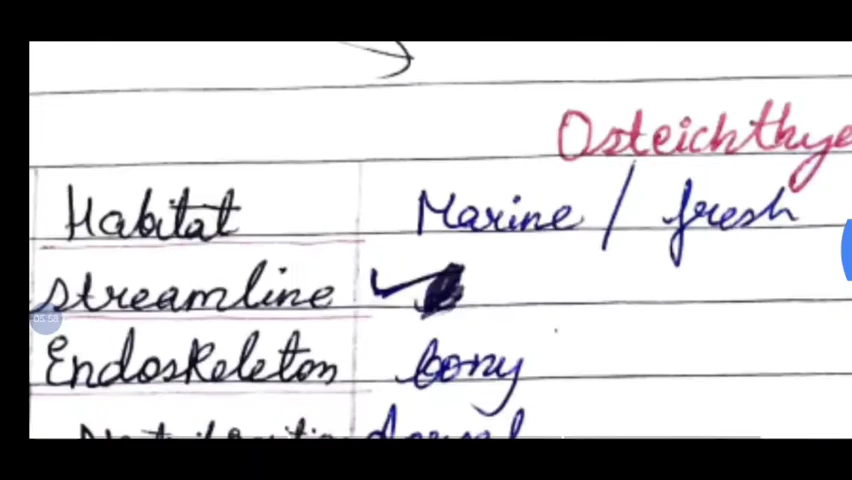 Osteichthye
Habitat Marine / fresh
streamline ✓
Endoskeleton bony